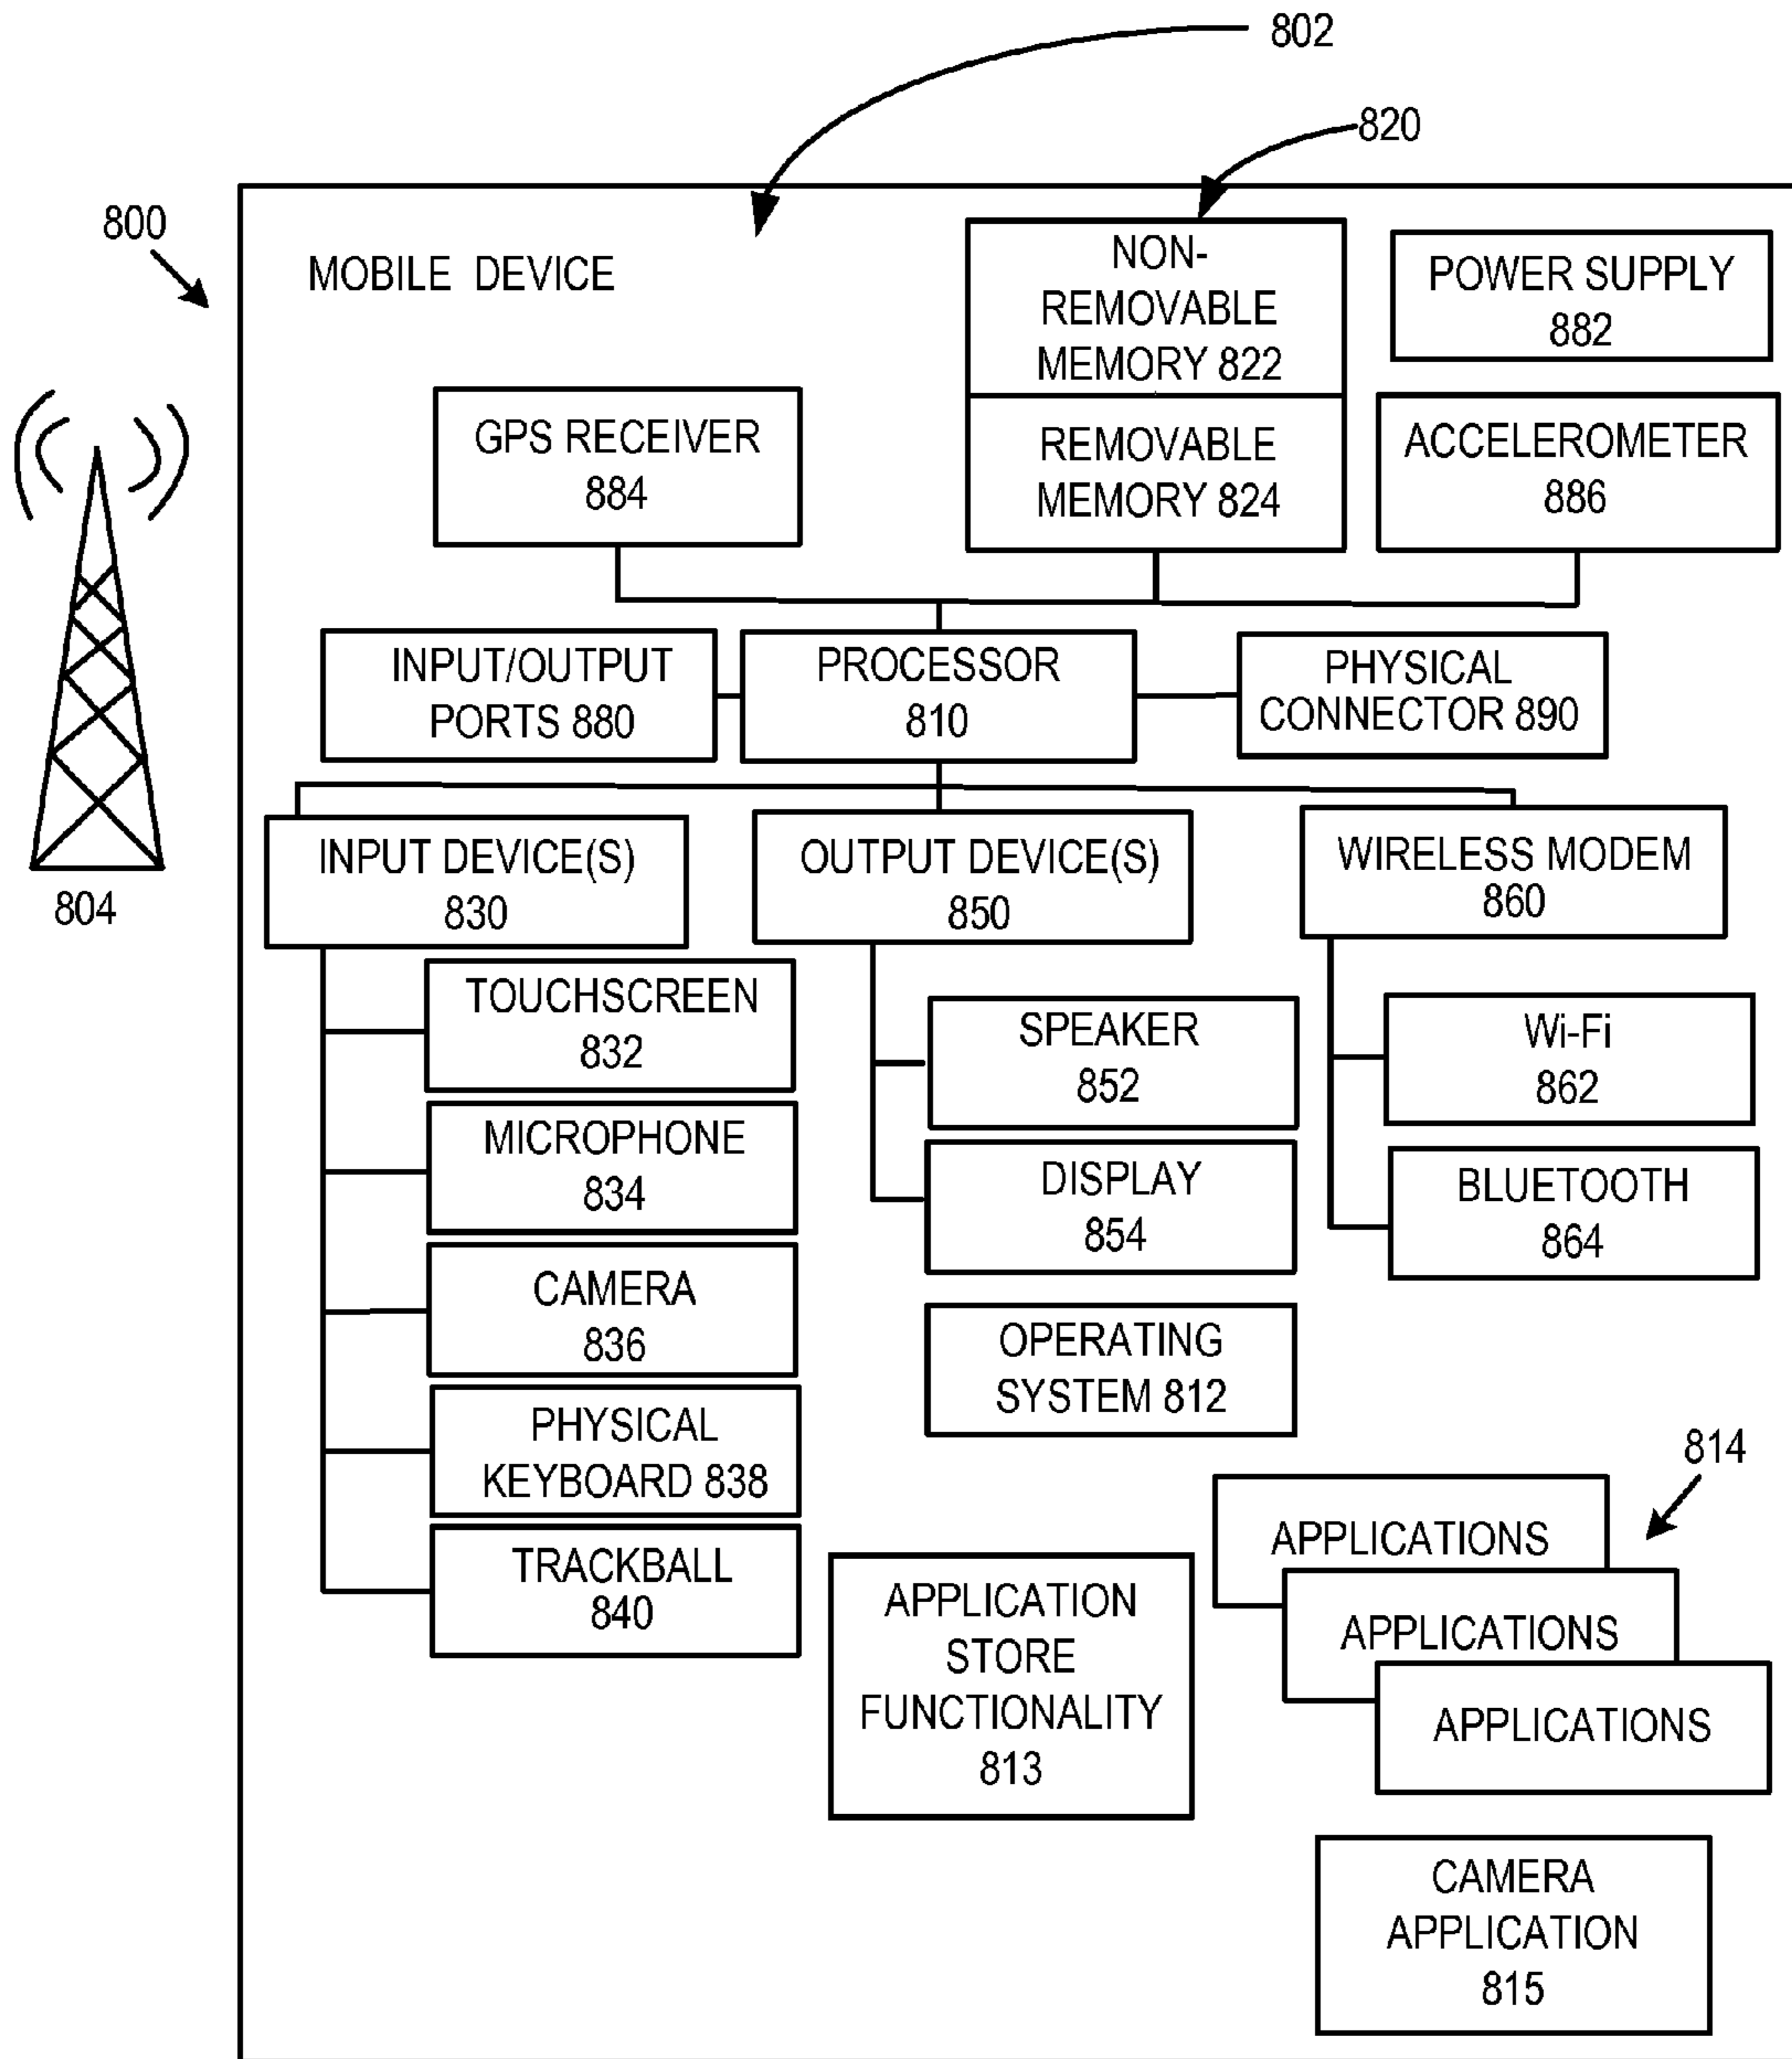 802
820
800
MOBILE DEVICE
NON-
REMOVABLE
MEMORY 822
POWER SUPPLY
882
GPS RECEIVER
884
REMOVABLE
MEMORY 824
ACCELEROMETER
886
INPUT/OUTPUT
PORTS 880
PROCESSOR
810
PHYSICAL
CONNECTOR 890
804
INPUT DEVICE(S)
830
OUTPUT DEVICE(S)
850
WIRELESS MODEM
860
TOUCHSCREEN
832
SPEAKER
852
Wi-Fi
862
MICROPHONE
834
DISPLAY
854
BLUETOOTH
864
CAMERA
836
OPERATING
SYSTEM 812
PHYSICAL
KEYBOARD 838
814
TRACKBALL
840
APPLICATION
STORE
FUNCTIONALITY
813
APPLICATIONS
APPLICATIONS
APPLICATIONS
CAMERA
APPLICATION
815